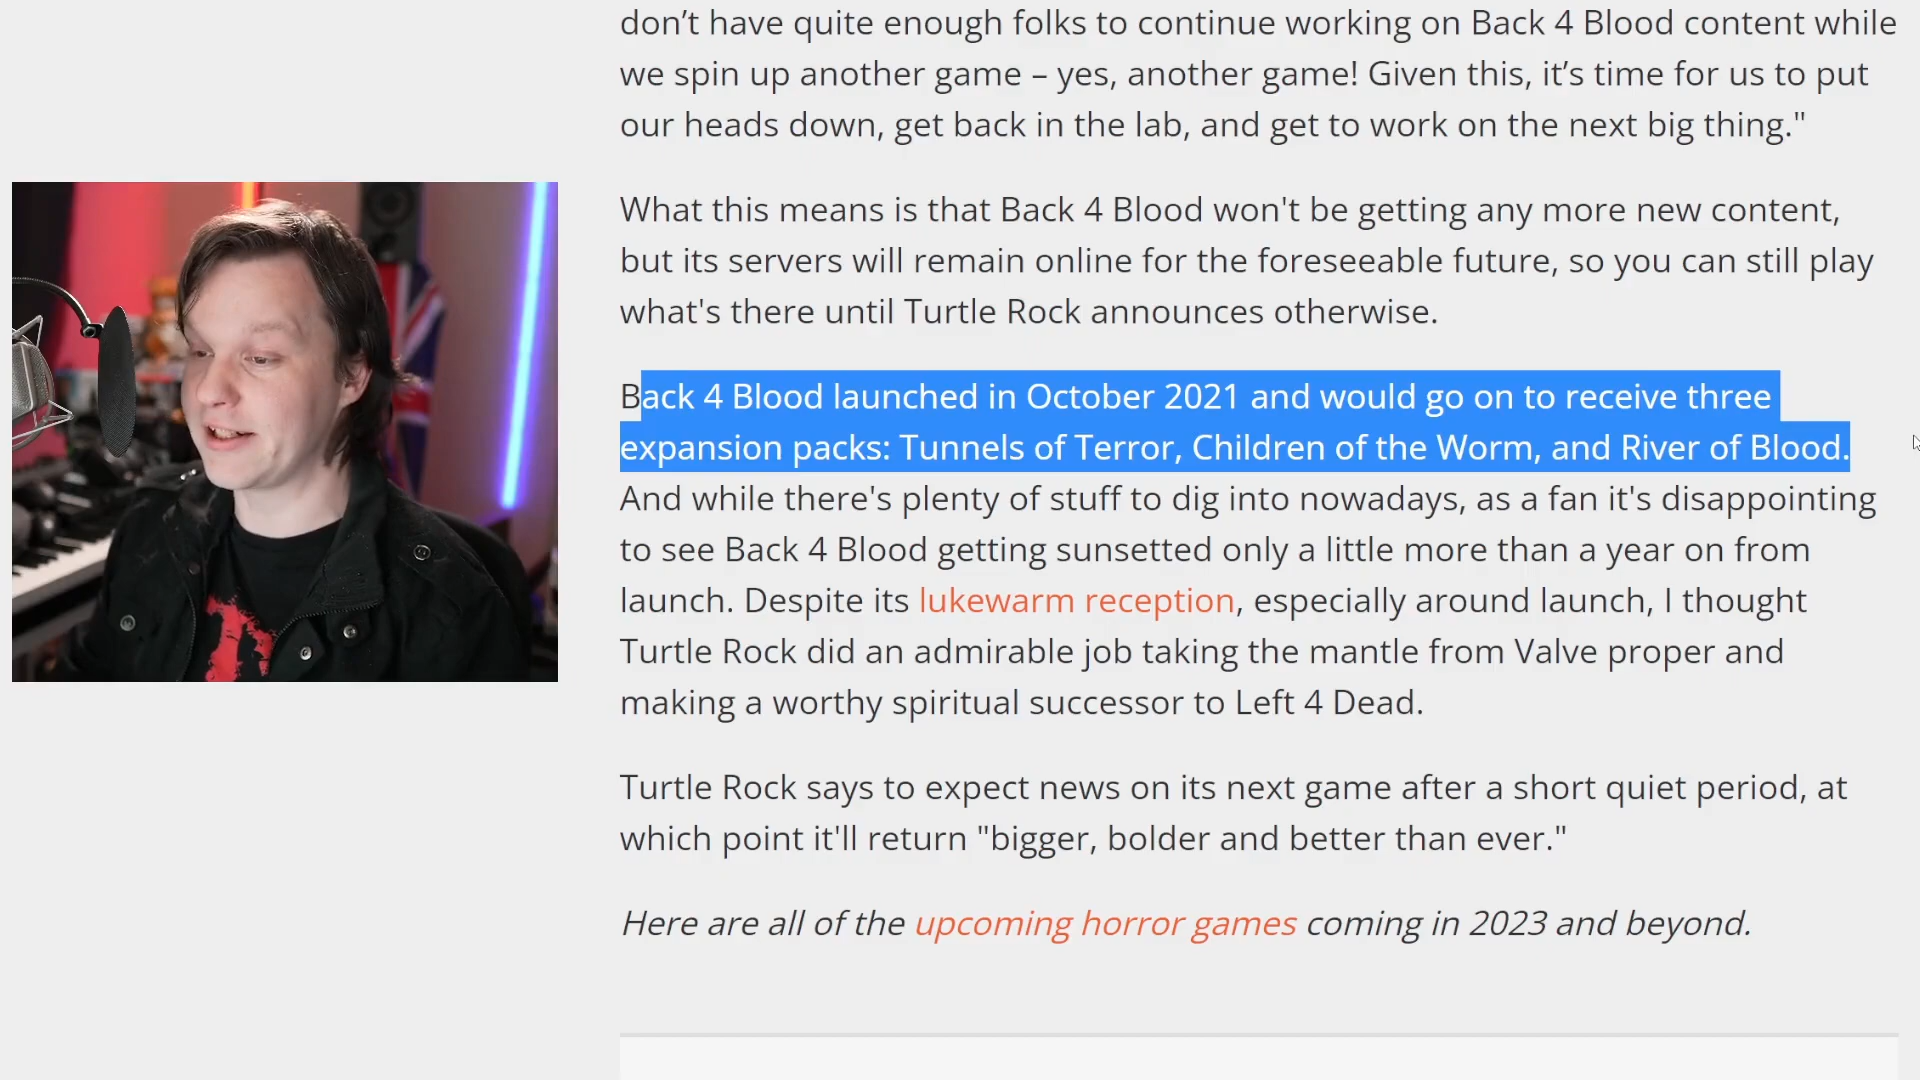 don’t have quite enough folks to continue working on Back 4 Blood content while
we spin up another game – yes, another game! Given this, it’s time for us to put
our heads down, get back in the lab, and get to work on the next big thing."
What this means is that Back 4 Blood won't be getting any more new content,
but its servers will remain online for the foreseeable future, so you can still play
what's there until Turtle Rock announces otherwise.
Back 4 Blood launched in October 2021 and would go on to receive three
expansion packs: Tunnels of Terror, Children of the Worm, and River of Blood.
And while there's plenty of stuff to dig into nowadays, as a fan it's disappointing
to see Back 4 Blood getting sunsetted only a little more than a year on from
launch. Despite its lukewarm reception, especially around launch, I thought
Turtle Rock did an admirable job taking the mantle from Valve proper and
making a worthy spiritual successor to Left 4 Dead.
Turtle Rock says to expect news on its next game after a short quiet period, at
which point it'll return "bigger, bolder and better than ever."
Here are all of the upcoming horror games coming in 2023 and beyond.